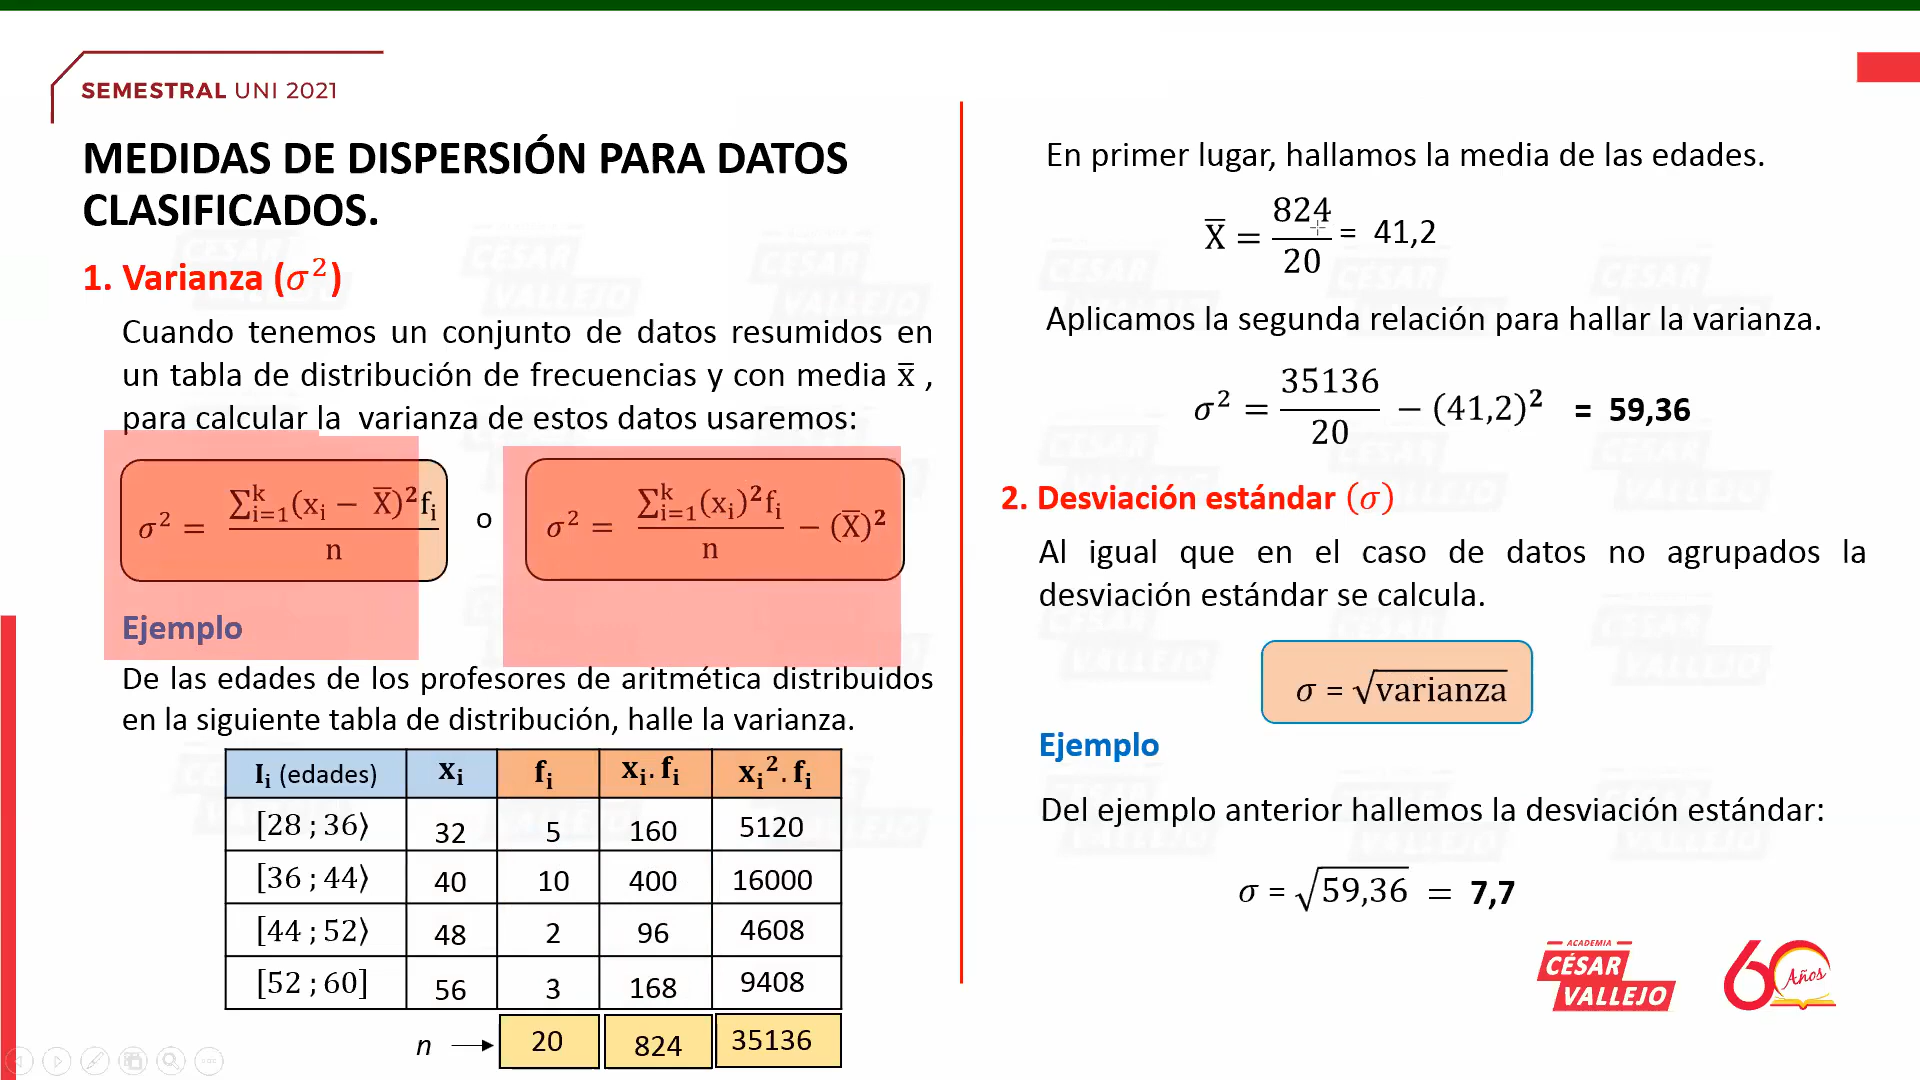 SEMESTRAL UNI 2021
MEDIDAS DE DISPERSIÓN PARA DATOS
CLASIFICADOS.
1. Varianza (σ²)
Cuando tenemos un conjunto de datos resumidos en
un tabla de distribución de frecuencias y con media x̅ ,
para calcular la varianza de estos datos usaremos:
σ² = ∑ᵏᵢ₌₁(xᵢ − X̅)²fᵢ / n o σ² = ∑ᵏᵢ₌₁(xᵢ)²fᵢ / n − (X̅)²
Ejemplo
De las edades de los profesores de aritmética distribuidos
en la siguiente tabla de distribución, halle la varianza.
Iᵢ (edades) xᵢ fᵢ xᵢ.fᵢ xᵢ².fᵢ
[28 ; 36⟩ 32 5 160 5120
[36 ; 44⟩ 40 10 400 16000
[44 ; 52⟩ 48 2 96 4608
[52 ; 60] 56 3 168 9408
n → 20 824 35136
En primer lugar, hallamos la media de las edades.
X̅ = 824 / 20 = 41,2
Aplicamos la segunda relación para hallar la varianza.
σ² = 35136 / 20 − (41,2)² = 59,36
2. Desviación estándar (σ)
Al igual que en el caso de datos no agrupados la
desviación estándar se calcula.
σ = √varianza
Ejemplo
Del ejemplo anterior hallemos la desviación estándar:
σ = √59,36 = 7,7
ACADEMIA
CÉSAR
VALLEJO
60 Años